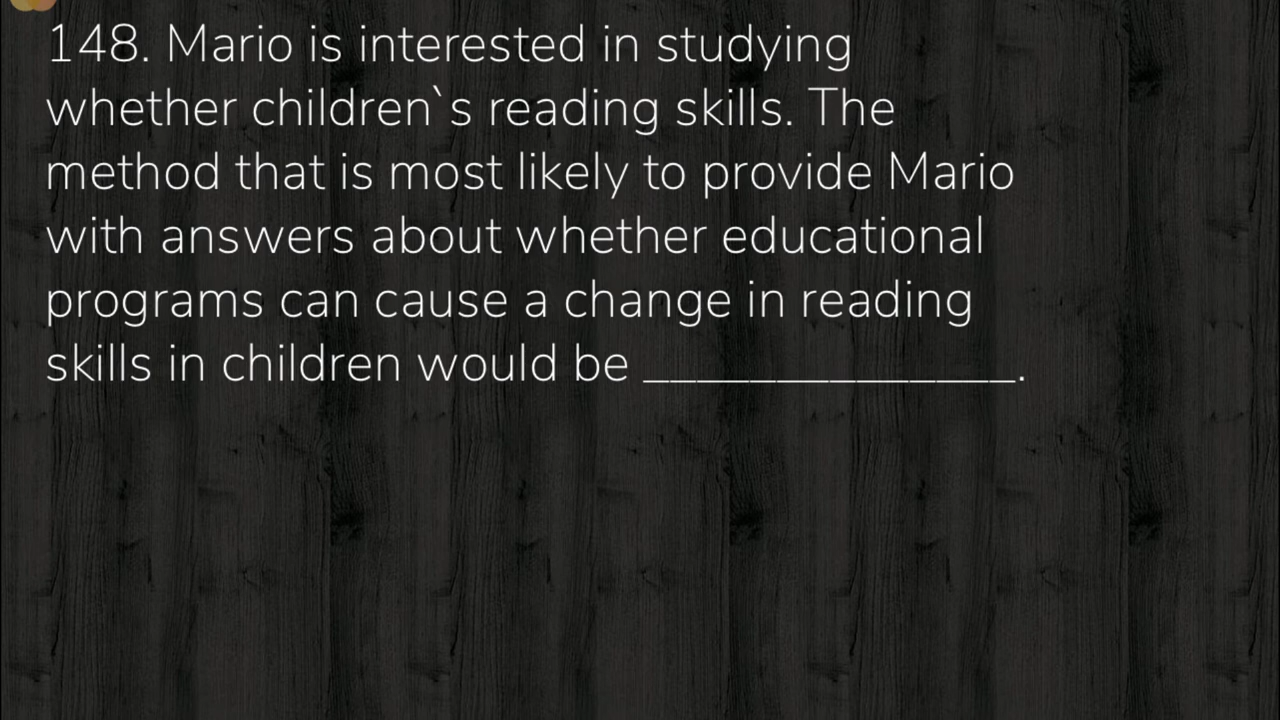 148. Mario is interested in studying
whether children`s reading skills. The
method that is most likely to provide Mario
with answers about whether educational
programs can cause a change in reading
skills in children would be ______________.